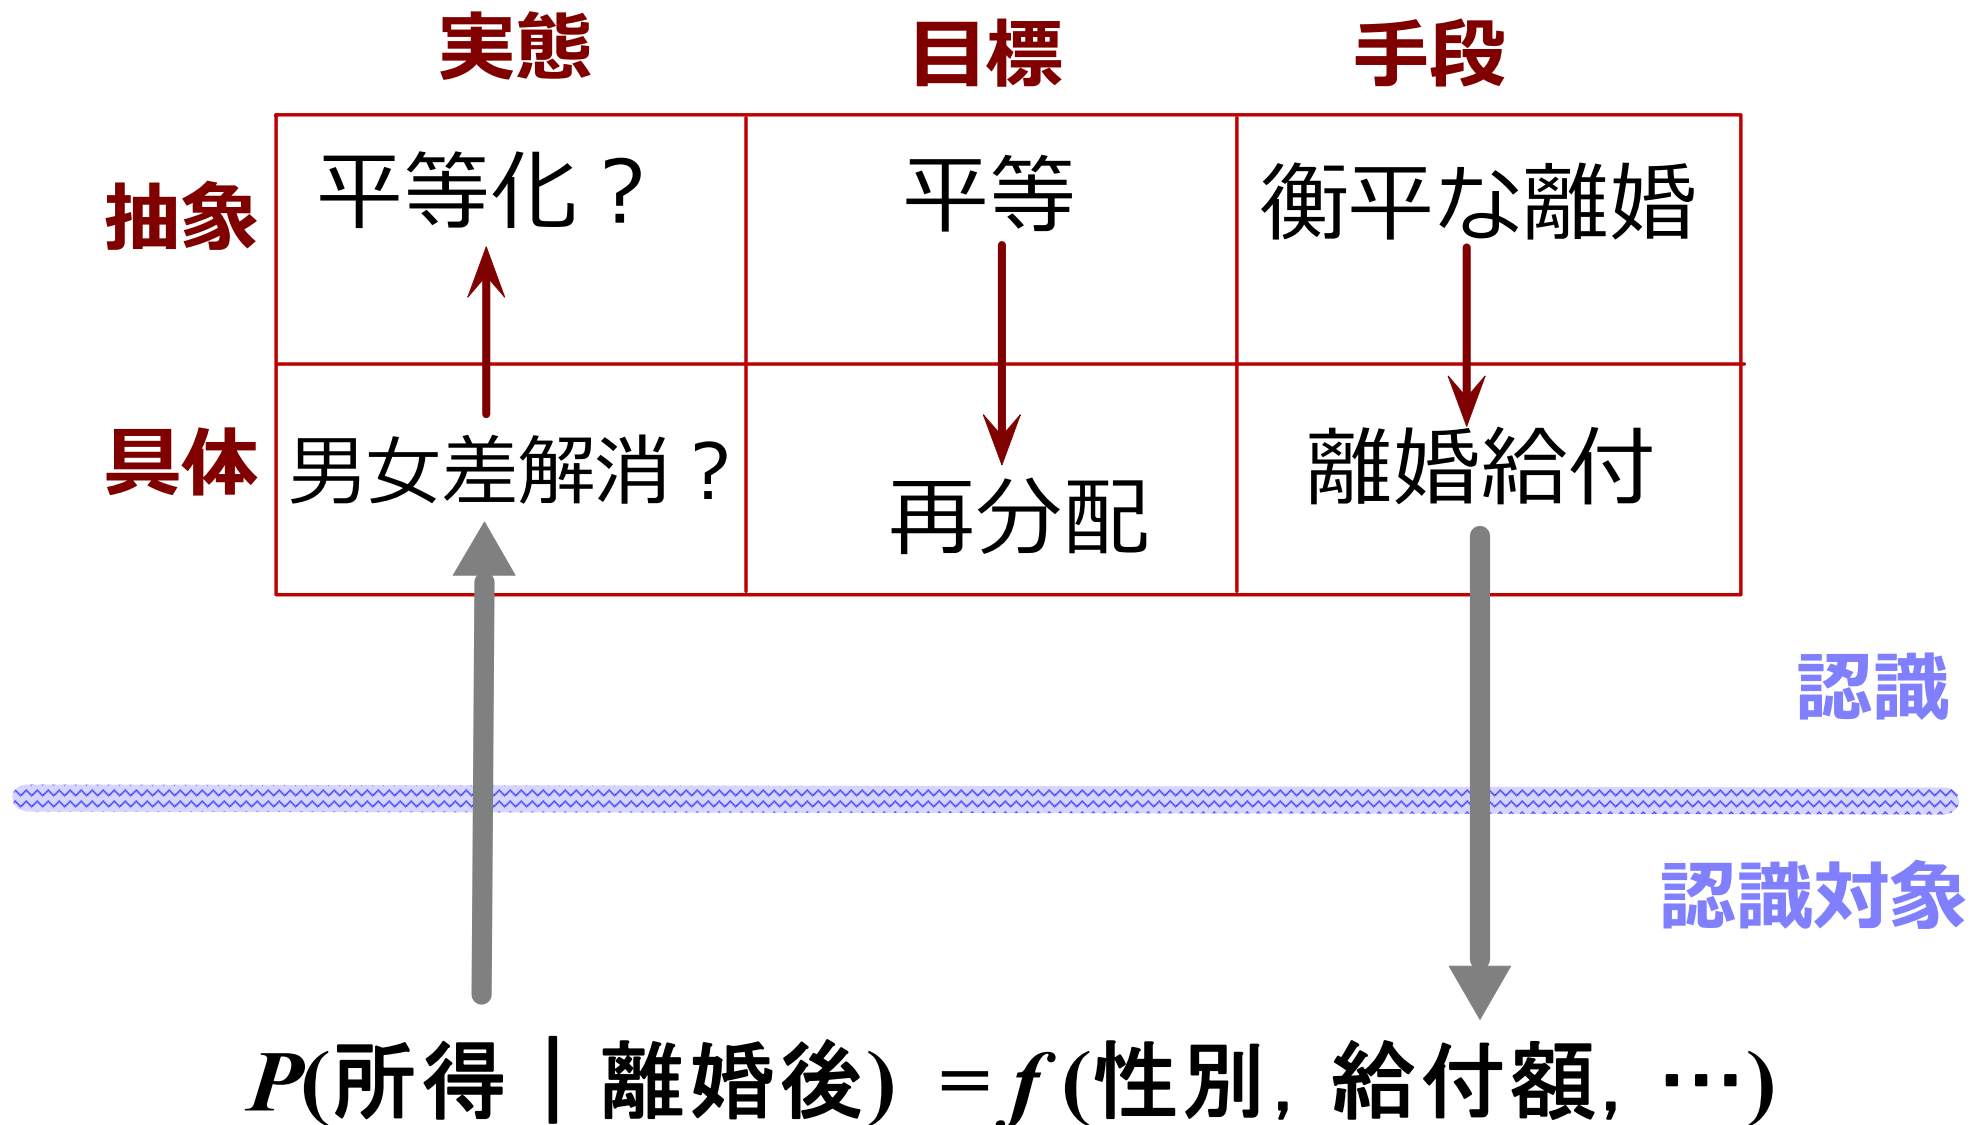 実態 目標 手段
抽象 平等化？ 平等 衡平な離婚
具体 男女差解消？ 再分配 離婚給付
認識
認識対象
P(所得｜離婚後) = f (性別, 給付額, …)